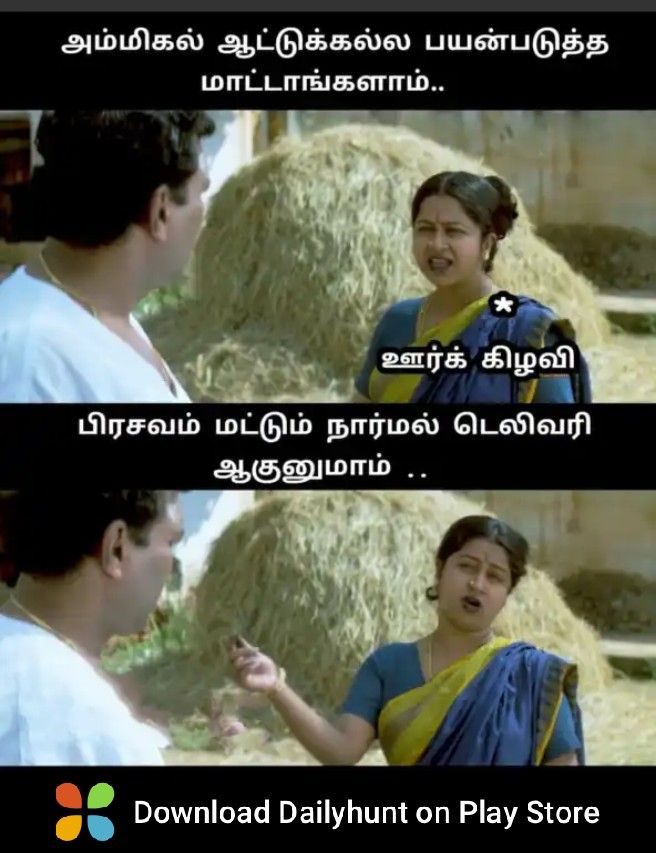 அம்மிகல் ஆட்டுக்கல்ல பயன்படுத்த
மாட்டாங்களாம்..
*
ஊர்க் கிழவி
பிரசவம் மட்டும் நார்மல் டெலிவரி
ஆகுனுமாம் ..
Download Dailyhunt on Play Store